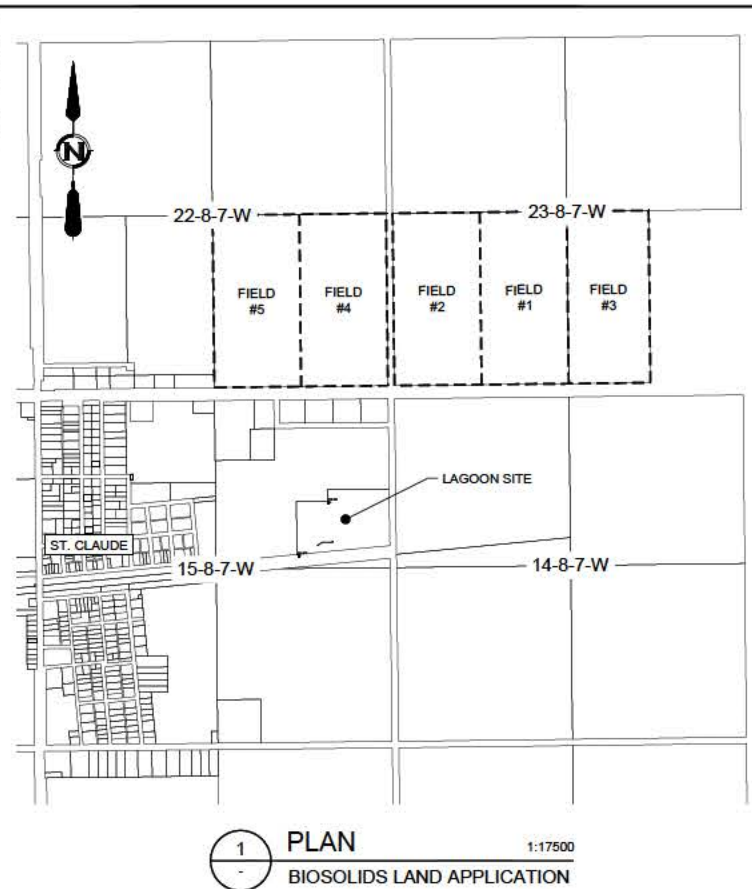 N
22-8-7-W
23-8-7-W
FIELD
#5
FIELD
#4
FIELD
#2
FIELD
#1
FIELD
#3
LAGOON SITE
ST. CLAUDE
15-8-7-W
14-8-7-W
1
-
PLAN
1:17500
BIOSOLIDS LAND APPLICATION